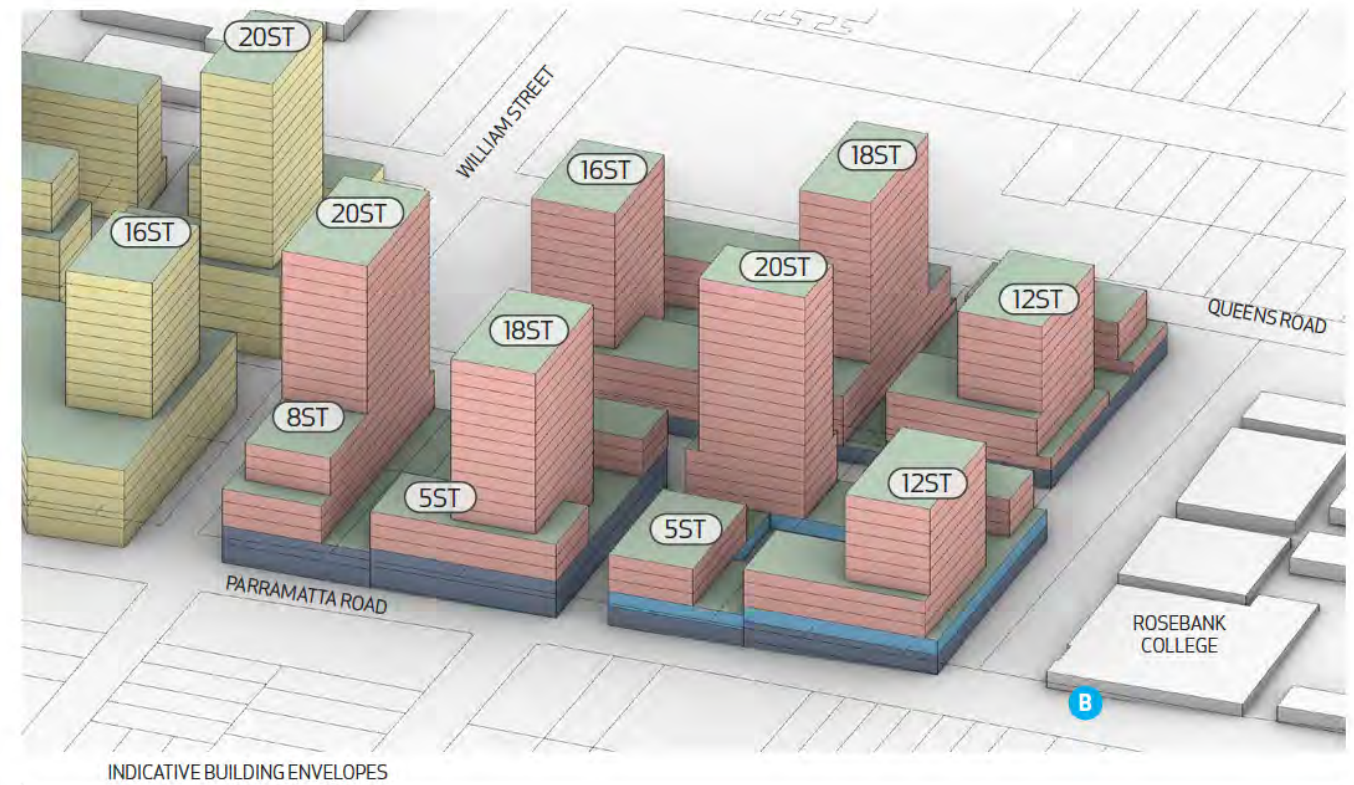 20ST
WILLIAM STREET
16ST
18ST
20ST
16ST
20ST
12ST
QUEENS ROAD
18ST
8ST
5ST
12ST
5ST
PARRAMATTA ROAD
ROSEBANK
COLLEGE
B
INDICATIVE BUILDING ENVELOPES